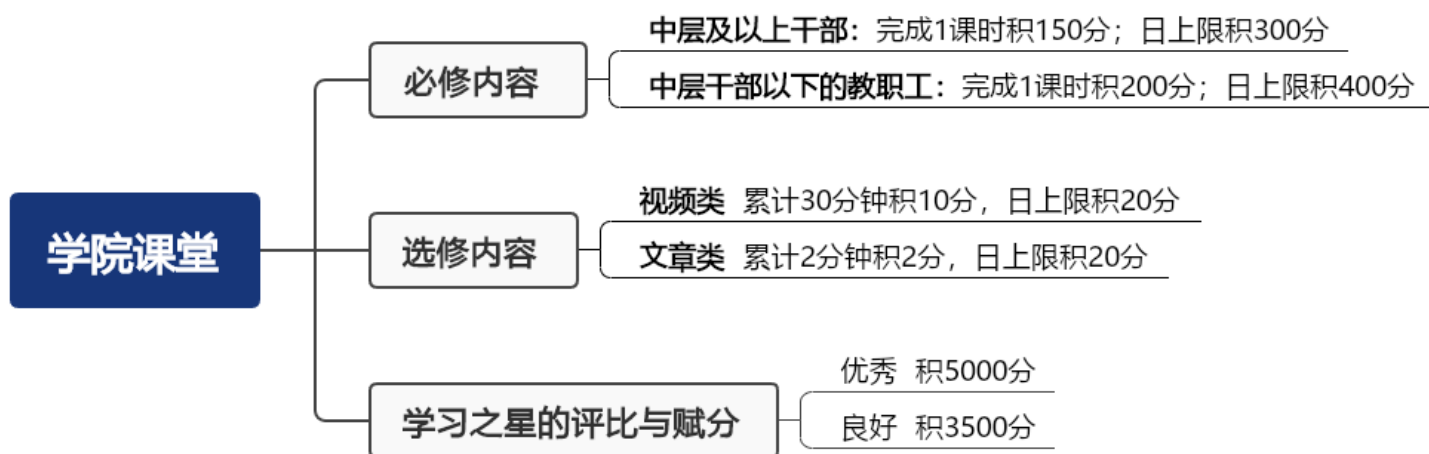 学院课堂
必修内容
中层及以上干部：完成1课时积150分；日上限积300分
中层干部以下的教职工：完成1课时积200分；日上限积400分
选修内容
视频类 累计30分钟积10分，日上限积20分
文章类 累计2分钟积2分，日上限积20分
学习之星的评比与赋分
优秀 积5000分
良好 积3500分